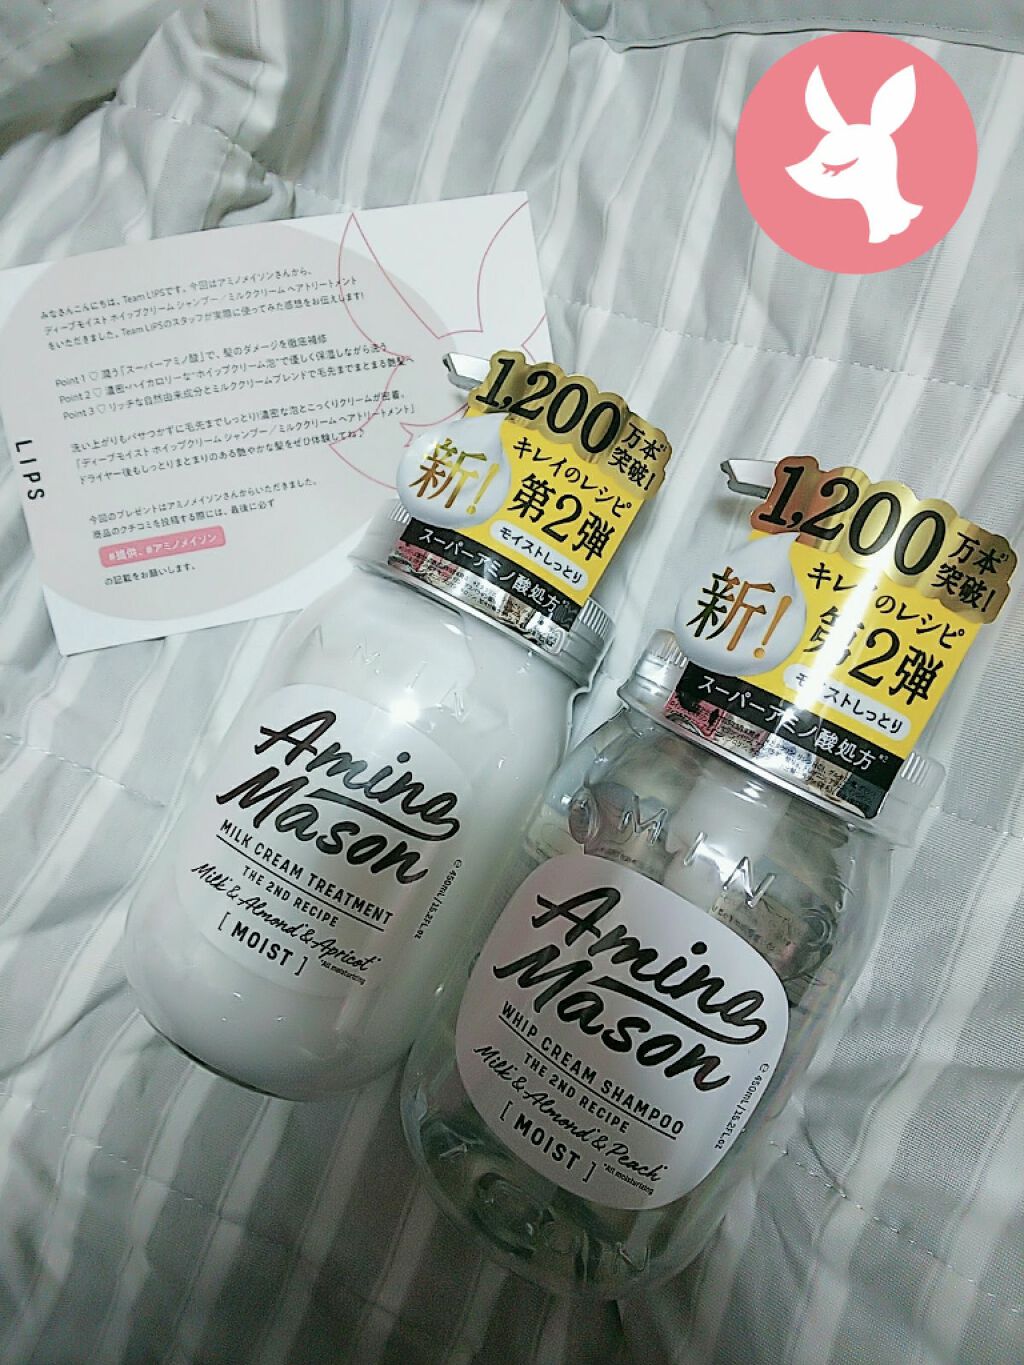 みなさんこんにちは、Team LIPSです。今回はアミノメイソンさんから、
ディープモイスト ホイップクリーム シャンプー／ミルククリーム ヘアトリートメント
をいただきました。Team LIPSのスタッフが実際に使ってみた感想をお伝えします!
Point 1 ♡ 潤う「スーパーアミノ酸」で、髪のダメージを徹底補修
Point 2 ♡ 濃密・ハイカロリーな"ホイップクリーム泡"で優しく保湿しながら洗う
Point 3 ♡ リッチな自然由来成分とミルククリームブレンドで毛先までまとまる艶髪へ
洗い上がりもパサつかずに毛先までしっとり!濃密な泡とこっくりクリームが密着。
「ディープモイスト ホイップクリーム シャンプー／ミルククリーム ヘアトリートメント」
ドライヤー後もしっとりまとまりのある艶やかな髪をぜひ体験してね♪
今回のプレゼントはアミノメイソンさんからいただきました。
商品のクチコミを投稿する際には、最後に必ず
#提供、#アミノメイソン
の記載をお願いします。
LIPS
1,200万本突破!
新!
キレイのレシピ
第2弾
モイストしっとり
スーパーアミノ酸処方
MIN
Amino
Mason
MILK CREAM TREATMENT
THE 2ND RECIPE
Milk & Almond & Apricot*
[ MOIST ]
*All moisturizing
℮ 450mL/15.2FL.oz
1,200万本突破!
新!
キレイのレシピ
第2弾
モイストしっとり
スーパーアミノ酸処方※2
OMIN
Amino
Mason
WHIP CREAM SHAMPOO
THE 2ND RECIPE
Milk & Almond & Peach*
[ MOIST ]
*All moisturizing
℮ 450mL/15.2FL.oz